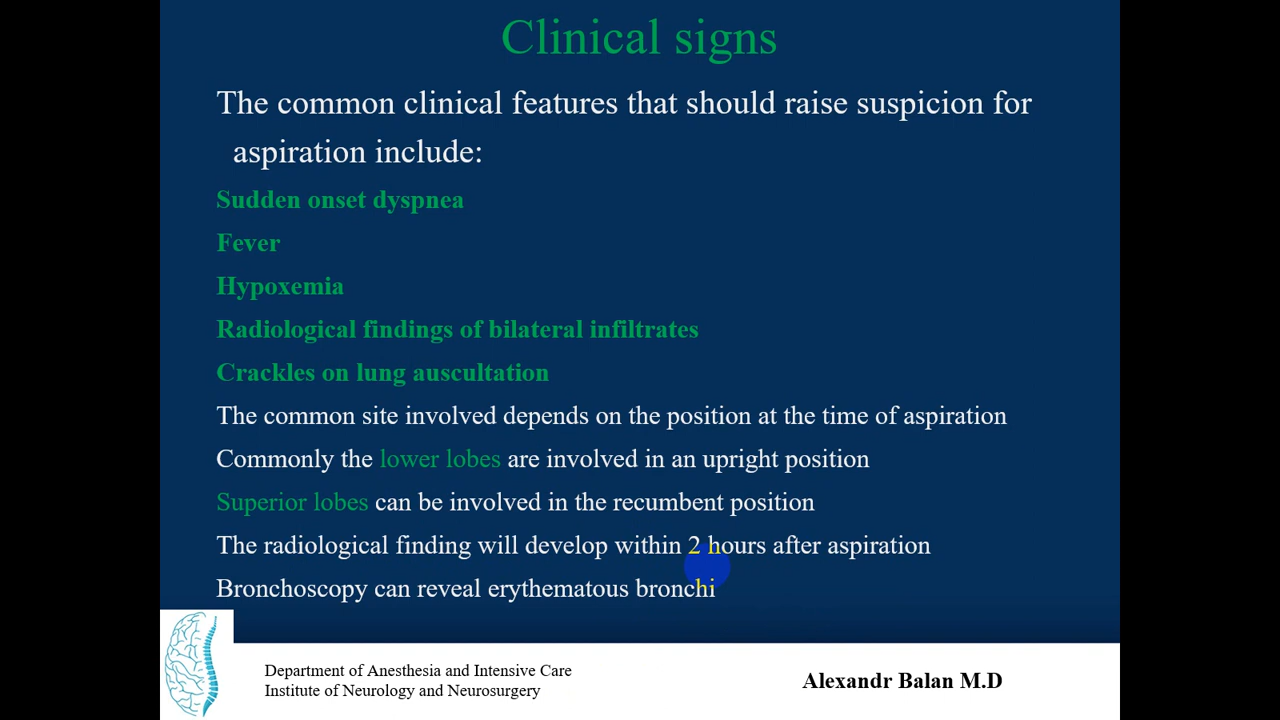 Clinical signs
The common clinical features that should raise suspicion for
aspiration include:
Sudden onset dyspnea
Fever
Hypoxemia
Radiological findings of bilateral infiltrates
Crackles on lung auscultation
The common site involved depends on the position at the time of aspiration
Commonly the lower lobes are involved in an upright position
Superior lobes can be involved in the recumbent position
The radiological finding will develop within 2 hours after aspiration
Bronchoscopy can reveal erythematous bronchi
Department of Anesthesia and Intensive Care
Institute of Neurology and Neurosurgery
Alexandr Balan M.D